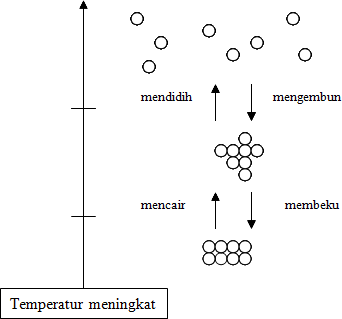 mendidih
mengembun
mencair
membeku
Temperatur meningkat